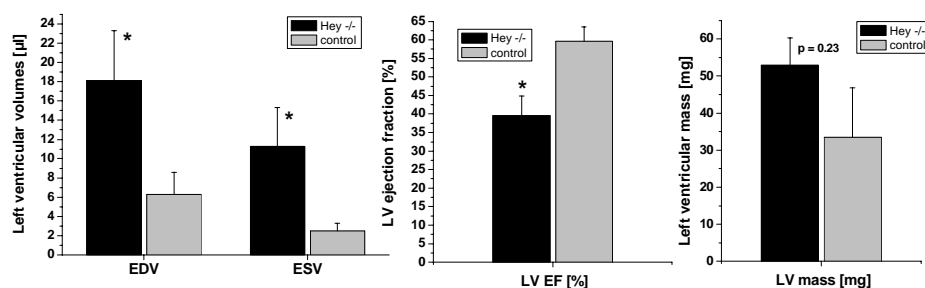 Left ventricular volumes [µl]
24
22
20
18
16
14
12
10
8
6
4
2
0
*
*
Hey -/-
control
EDV
ESV
LV ejection fraction [%]
65
60
55
50
45
40
35
30
25
20
15
10
5
0
Hey -/-
control
*
LV EF [%]
Left ventricular mass [mg]
60
50
40
30
20
10
0
Hey -/-
control
p = 0.23
LV mass [mg]